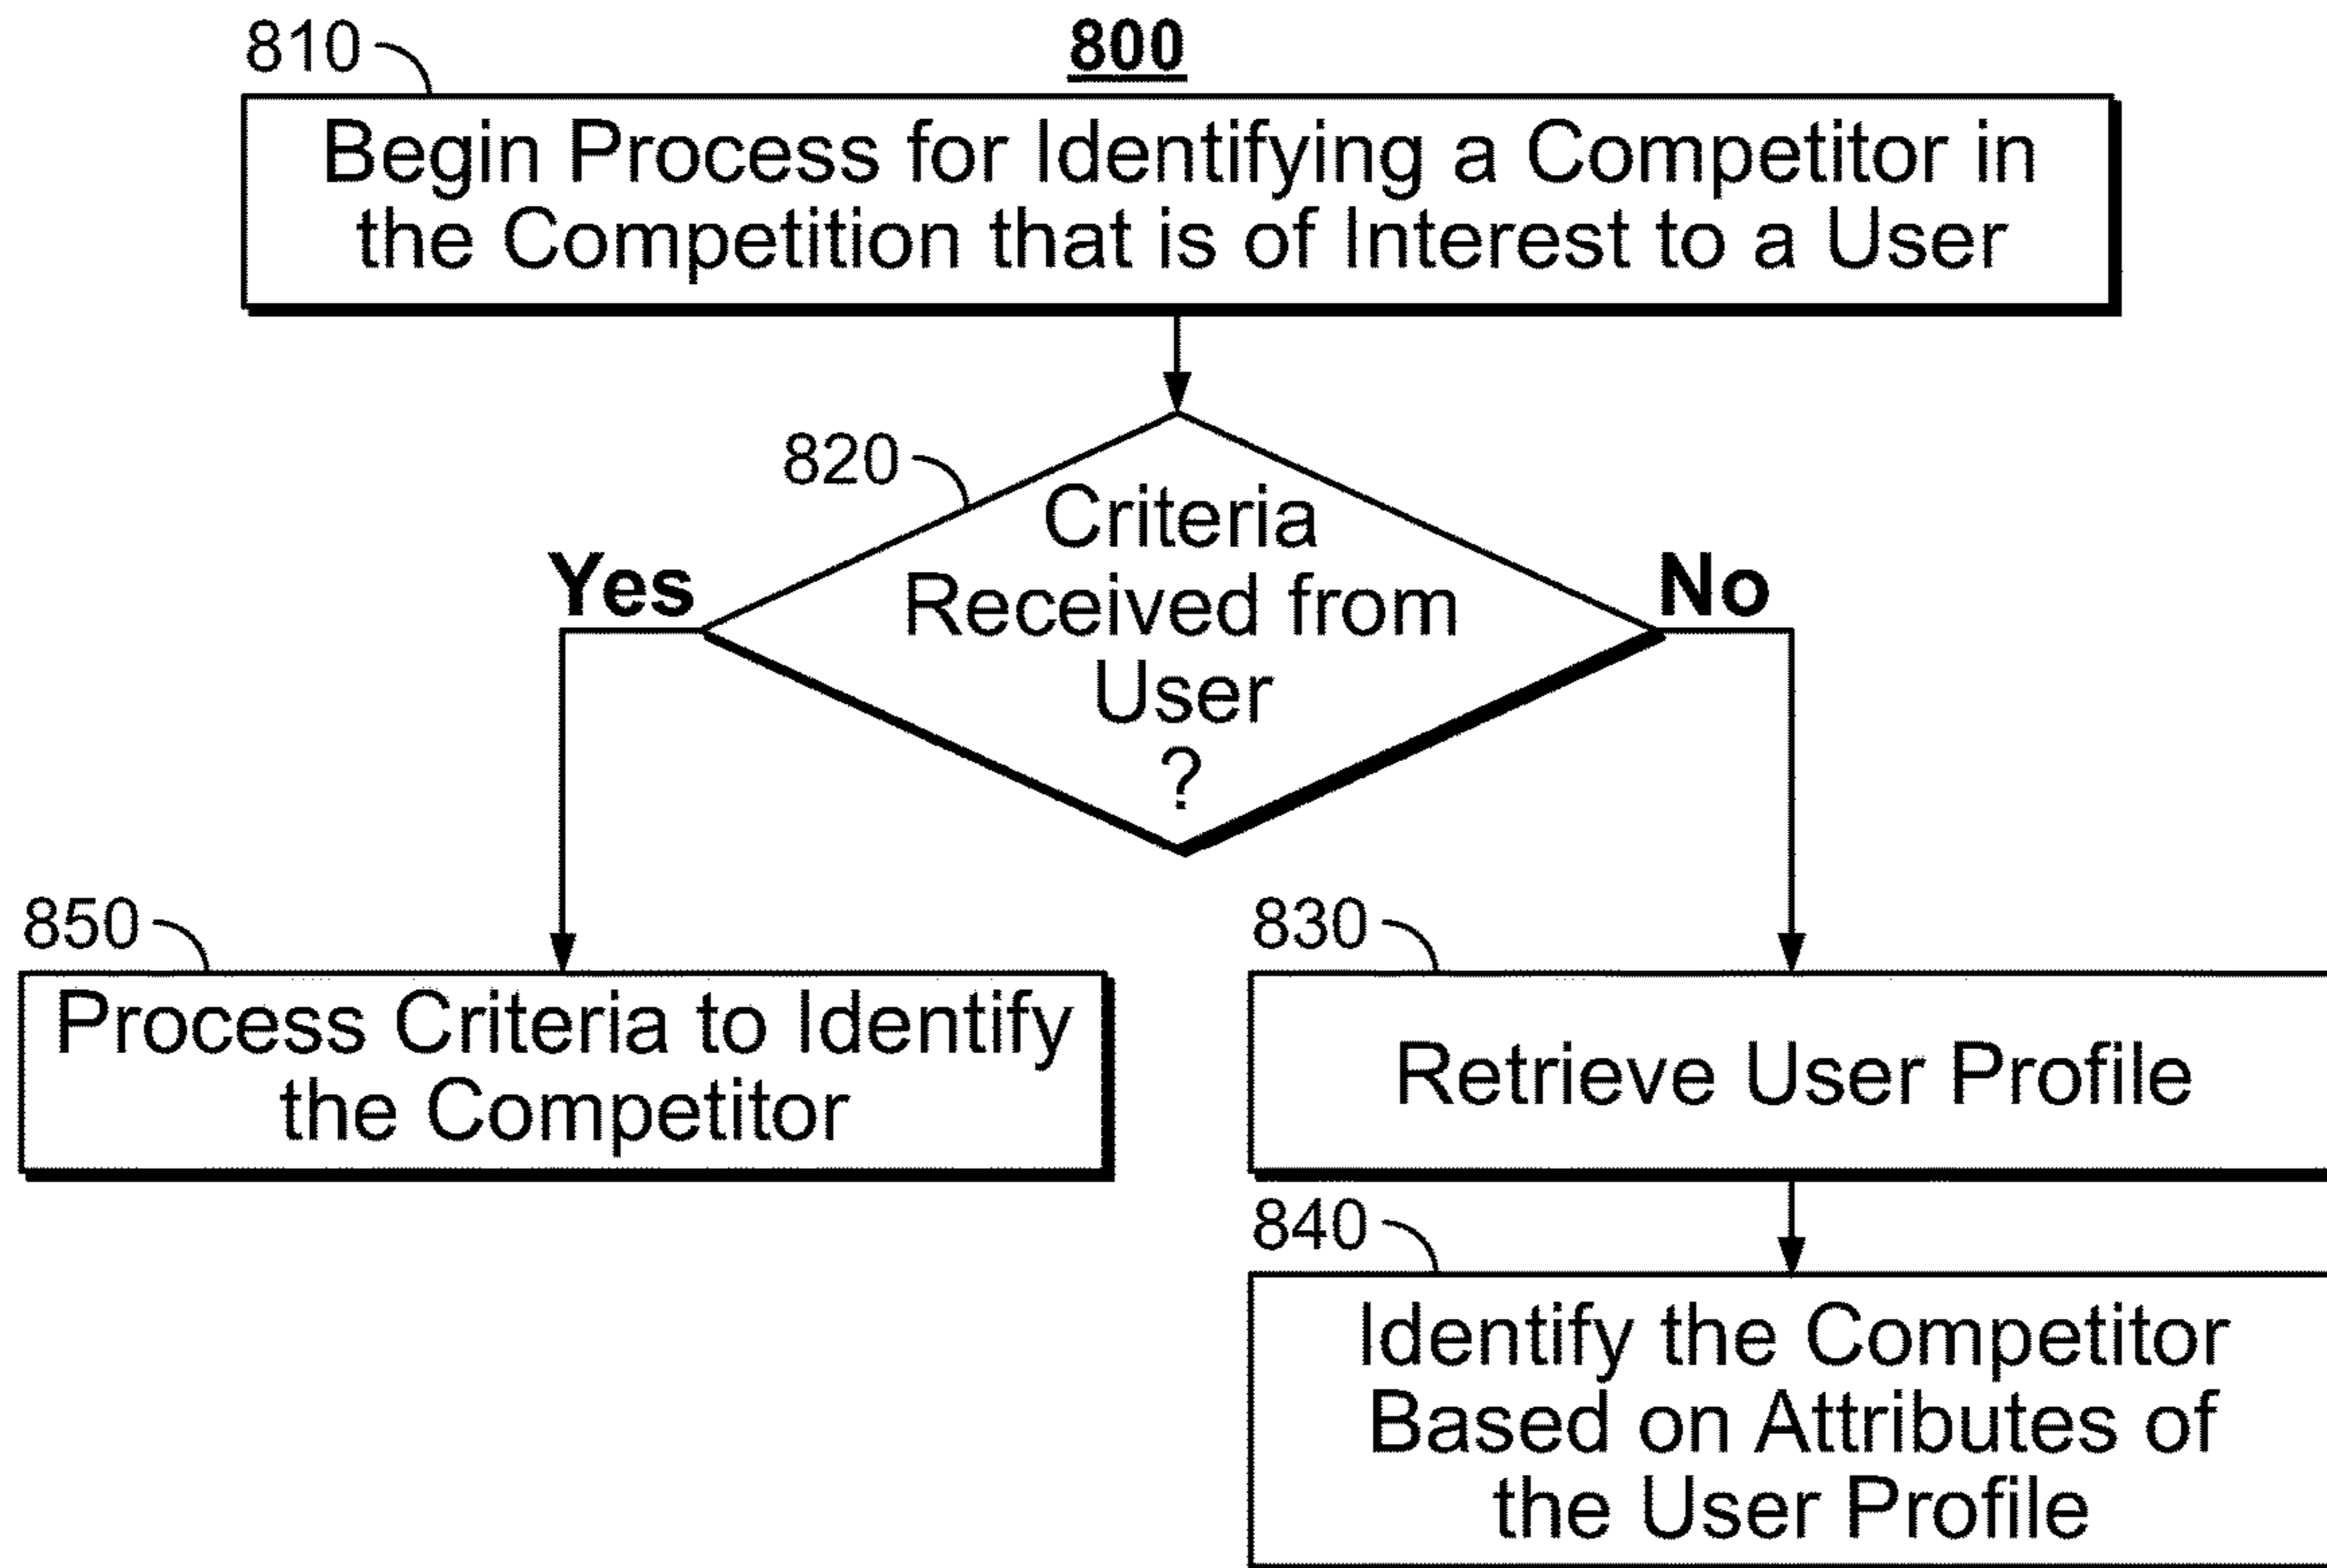 800
810
Begin Process for Identifying a Competitor in
the Competition that is of Interest to a User
820
Criteria
Received from
User
?
Yes
No
850
Process Criteria to Identify
the Competitor
830
Retrieve User Profile
840
Identify the Competitor
Based on Attributes of
the User Profile